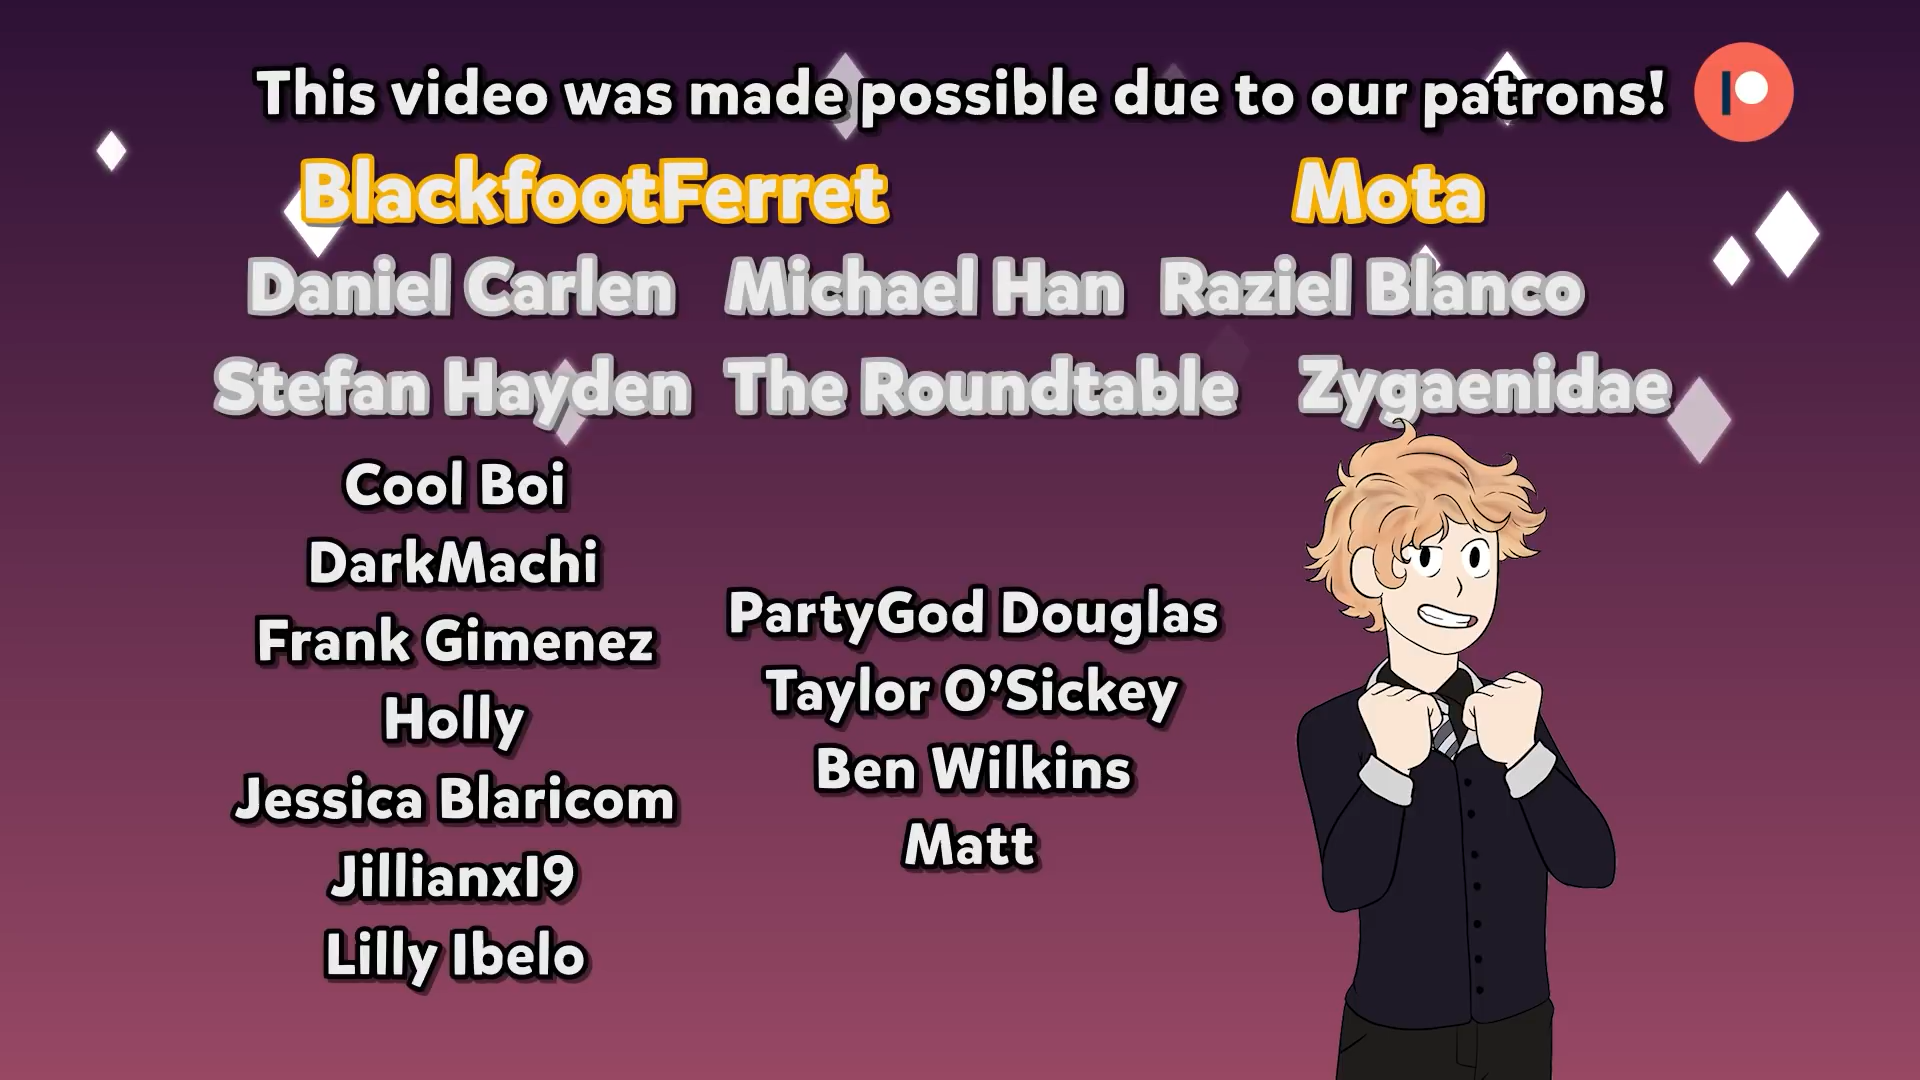 This video was made possible due to our patrons!
BlackfootFerret Mota
Daniel Carlen Michael Han Raziel Blanco
Stefan Hayden The Roundtable Zygaenidae
Cool Boi
DarkMachi
Frank Gimenez
Holly
Jessica Blaricom
Jillianx19
Lilly Ibelo
PartyGod Douglas
Taylor O’Sickey
Ben Wilkins
Matt